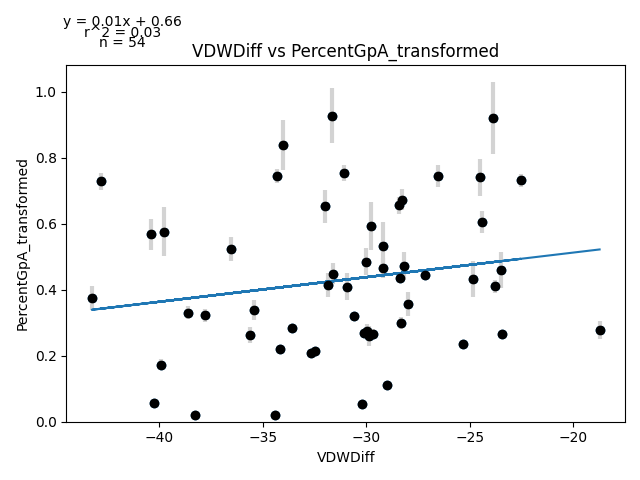 y = 0.01x + 0.66
r^2 = 0.03
n = 54
VDWDiff vs PercentGpA_transformed
PercentGpA_transformed
1.0
0.8
0.6
0.4
0.2
0.0
−40 −35 −30 −25 −20
VDWDiff